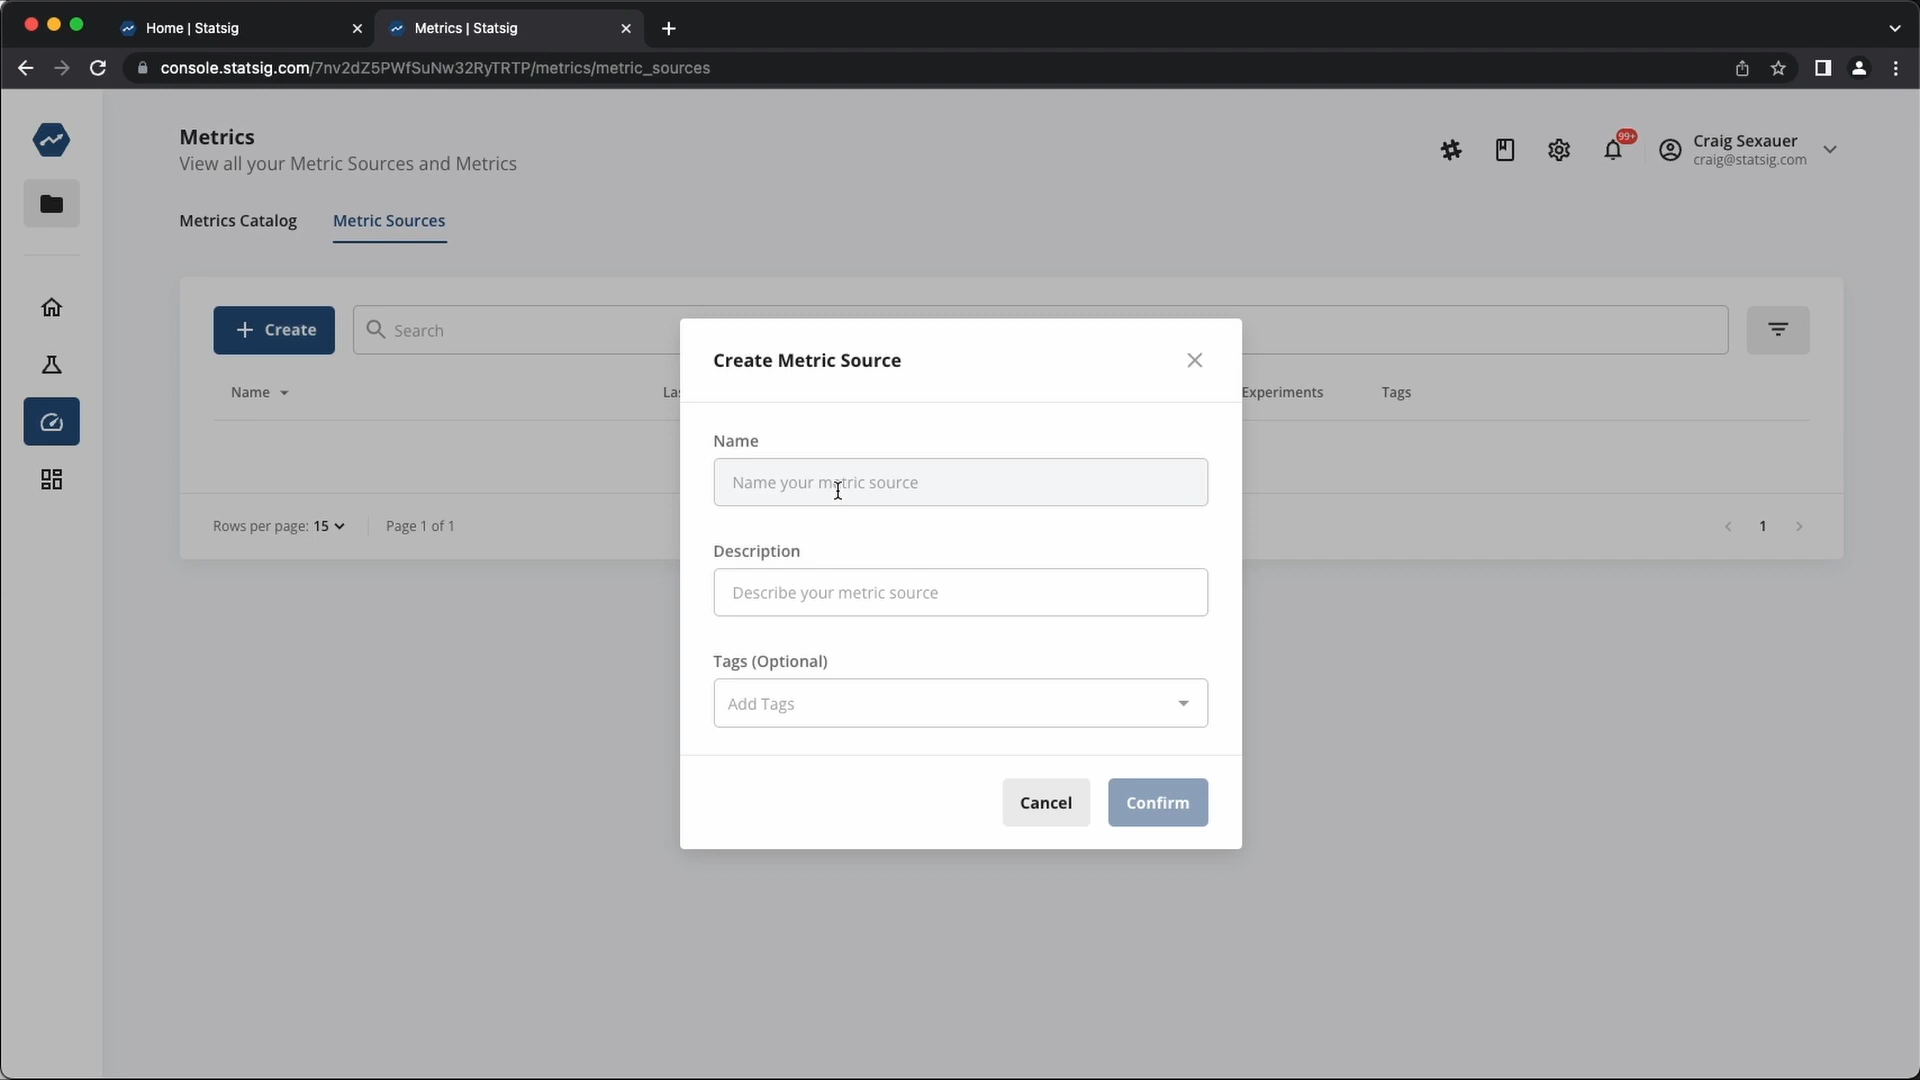 Home | Statsig
Metrics | Statsig
console.statsig.com/7nv2dZ5PWfSuNw32RyTRTP/metrics/metric_sources
Metrics
View all your Metric Sources and Metrics
99+
Craig Sexauer
craig@statsig.com
Metrics Catalog
Metric Sources
Create
Search
Name
Las
Experiments
Tags
Rows per page: 15
Page 1 of 1
1
Create Metric Source
Name
Name your metric source
Description
Describe your metric source
Tags (Optional)
Add Tags
Cancel
Confirm